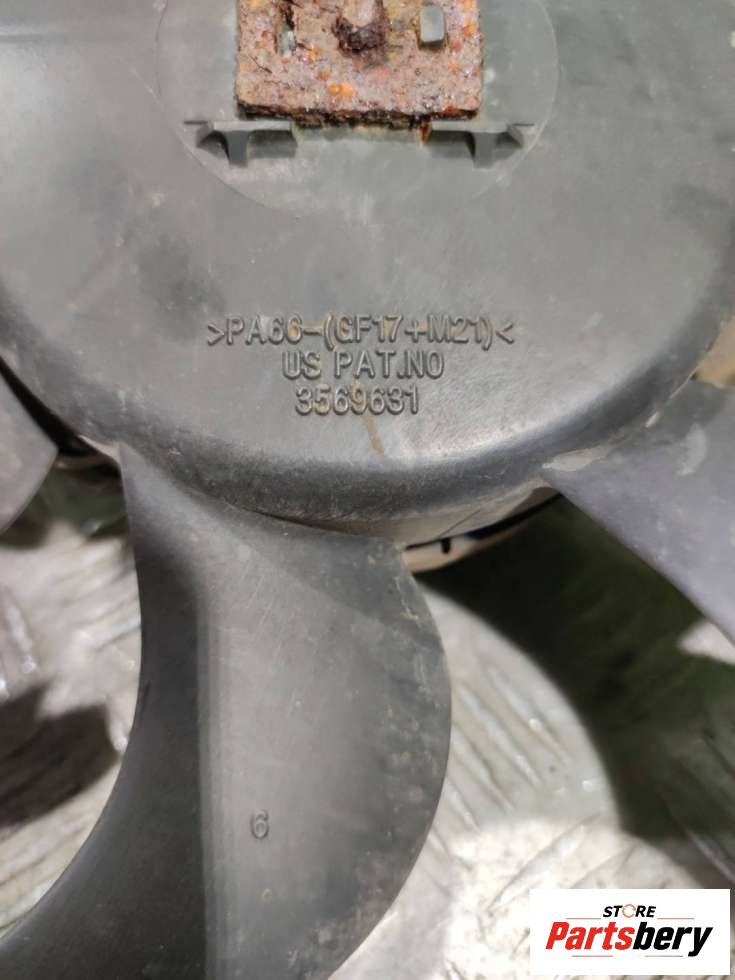 >PA66-(GF17+M21)<
US PAT.NO
3569631
6
STORE
Partsbery